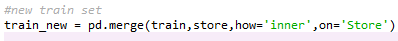 #new train set
train_new = pd.merge(train,store,how='inner',on='Store')